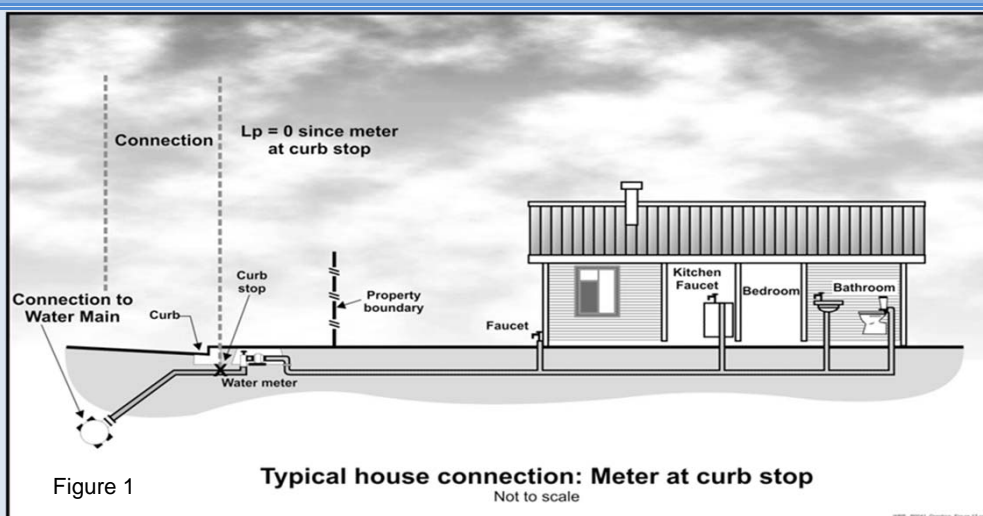 Connection
Lp = 0 since meter
at curb stop
Connection to
Water Main
Curb
Curb
stop
Property
boundary
Water meter
Faucet
Kitchen
Faucet
Bedroom
Bathroom
Figure 1
Typical house connection: Meter at curb stop
Not to scale